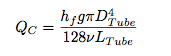 Q_C = \frac{h_f g \pi D_{Tube}^4}{128 \nu L_{Tube}}